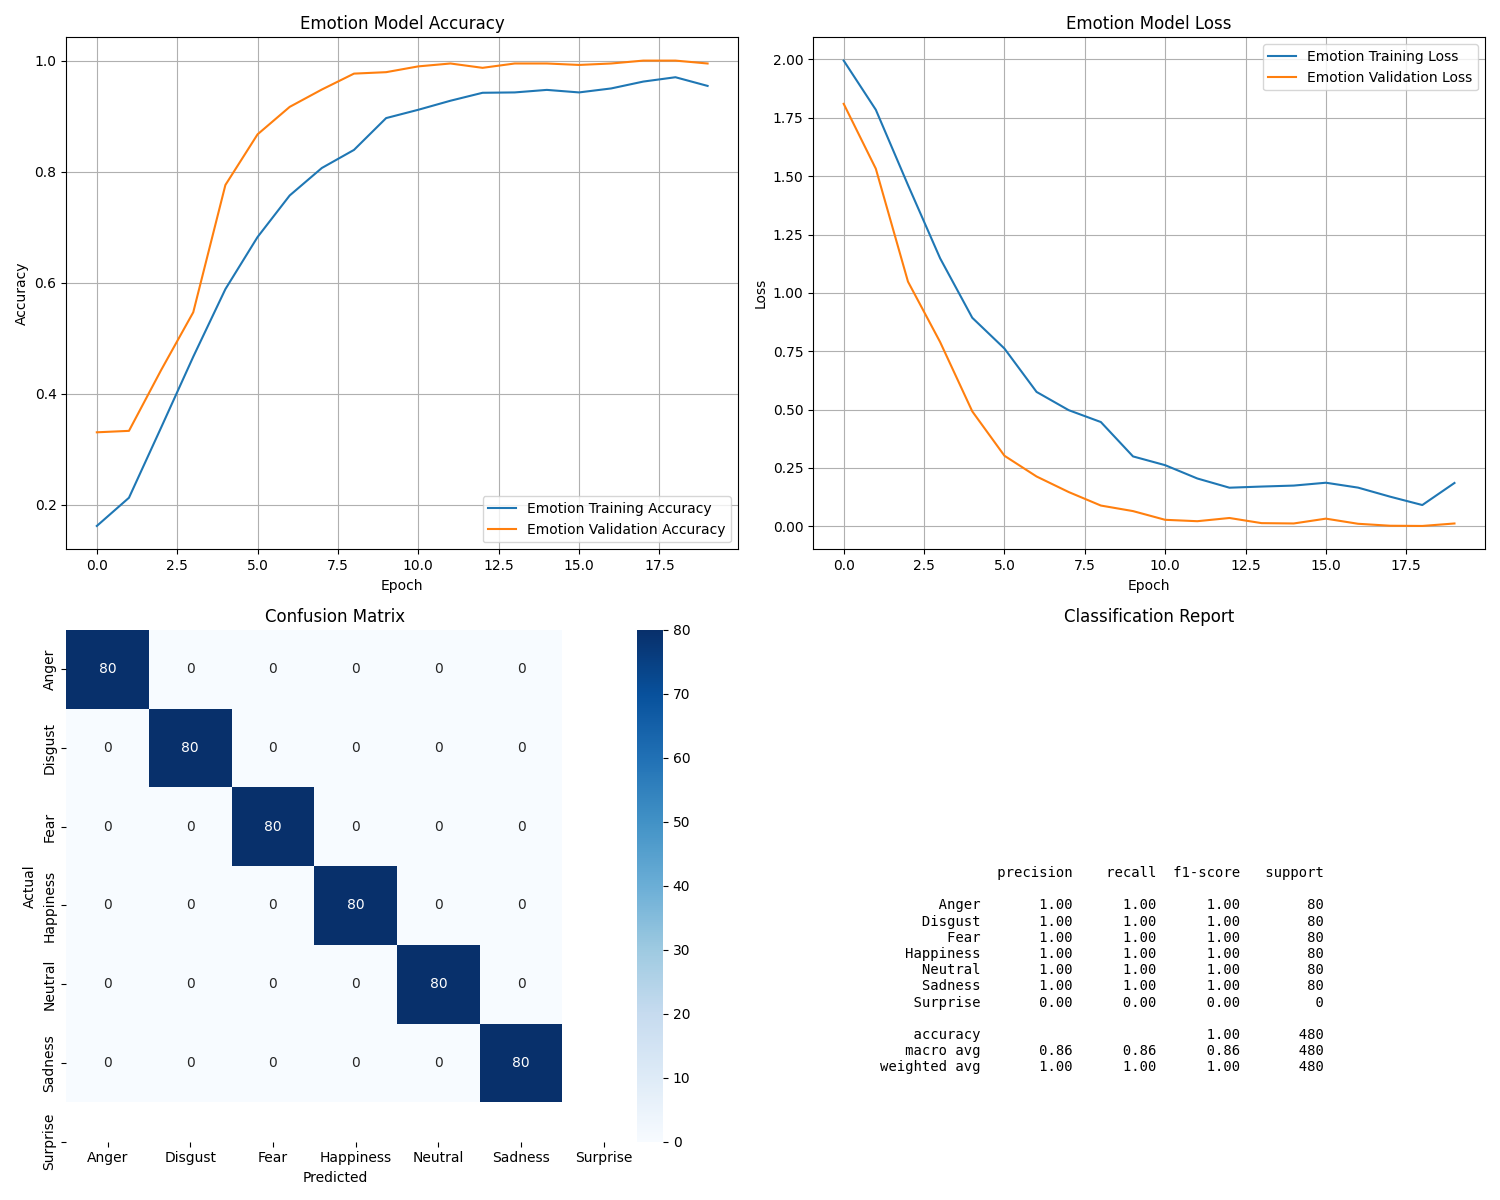 Emotion Model Accuracy
1.0
0.8
0.6
0.4
0.2
Accuracy
Emotion Training Accuracy
Emotion Validation Accuracy
0.0 2.5 5.0 7.5 10.0 12.5 15.0 17.5
Epoch
Emotion Model Loss
2.00
1.75
1.50
1.25
1.00
0.75
0.50
0.25
0.00
Loss
Emotion Training Loss
Emotion Validation Loss
0.0 2.5 5.0 7.5 10.0 12.5 15.0 17.5
Epoch
Confusion Matrix
Actual
Anger 80 0 0 0 0 0
Disgust 0 80 0 0 0 0
Fear 0 0 80 0 0 0
Happiness 0 0 0 80 0 0
Neutral 0 0 0 0 80 0
Sadness 0 0 0 0 0 80
Surprise
Anger Disgust Fear Happiness Neutral Sadness Surprise
Predicted
80
70
60
50
40
30
20
10
0
Classification Report
precision recall f1-score support
Anger 1.00 1.00 1.00 80
Disgust 1.00 1.00 1.00 80
Fear 1.00 1.00 1.00 80
Happiness 1.00 1.00 1.00 80
Neutral 1.00 1.00 1.00 80
Sadness 1.00 1.00 1.00 80
Surprise 0.00 0.00 0.00 0
accuracy 1.00 480
macro avg 0.86 0.86 0.86 480
weighted avg 1.00 1.00 1.00 480